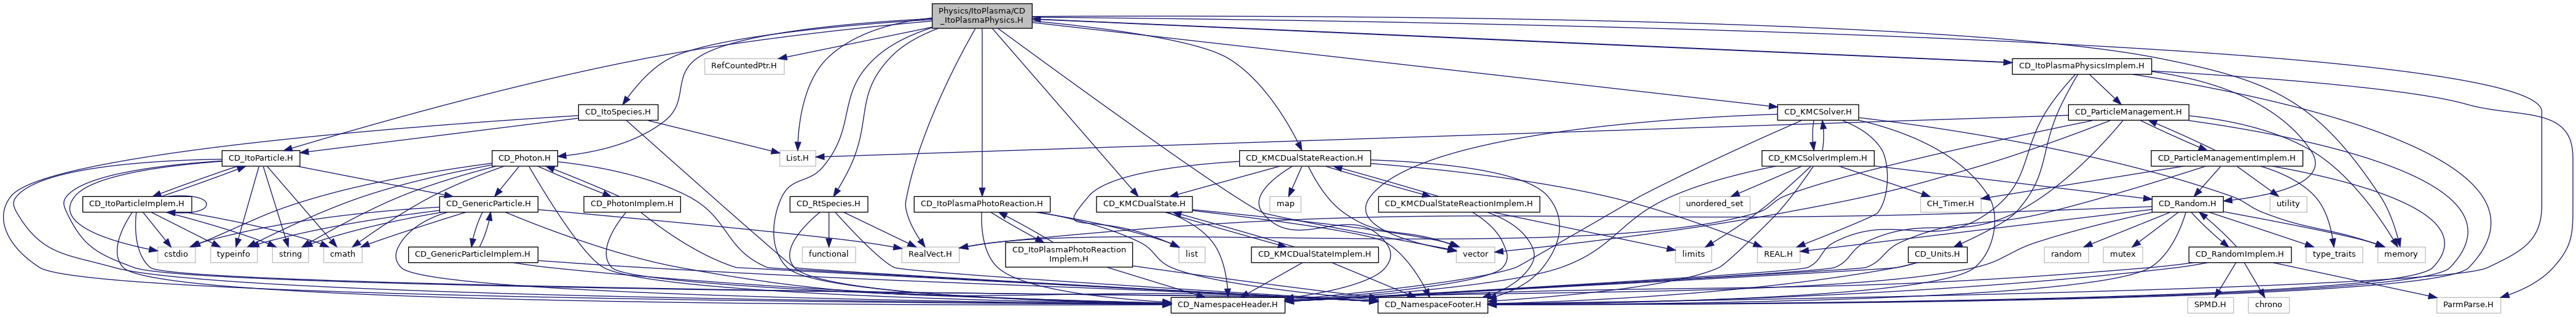 Physics/ItoPlasma/CD
_ItoPlasmaPhysics.H
RefCountedPtr.H
CD_ItoPlasmaPhysicsImplem.H
CD_ItoSpecies.H
CD_KMCSolver.H
CD_ParticleManagement.H
CD_ItoParticle.H
CD_Photon.H
List.H
CD_KMCDualStateReaction.H
CD_KMCSolverImplem.H
CD_ParticleManagementImplem.H
CD_ItoParticleImplem.H
CD_GenericParticle.H
CD_PhotonImplem.H
CD_RtSpecies.H
CD_ItoPlasmaPhotoReaction.H
CD_KMCDualState.H
map
CD_KMCDualStateReactionImplem.H
unordered_set
CH_Timer.H
CD_Random.H
utility
cstdio
typeinfo
string
cmath
CD_GenericParticleImplem.H
functional
RealVect.H
CD_ItoPlasmaPhotoReaction
Implem.H
list
CD_KMCDualStateImplem.H
vector
limits
REAL.H
CD_Units.H
random
mutex
CD_RandomImplem.H
type_traits
memory
CD_NamespaceHeader.H
CD_NamespaceFooter.H
SPMD.H
chrono
ParmParse.H